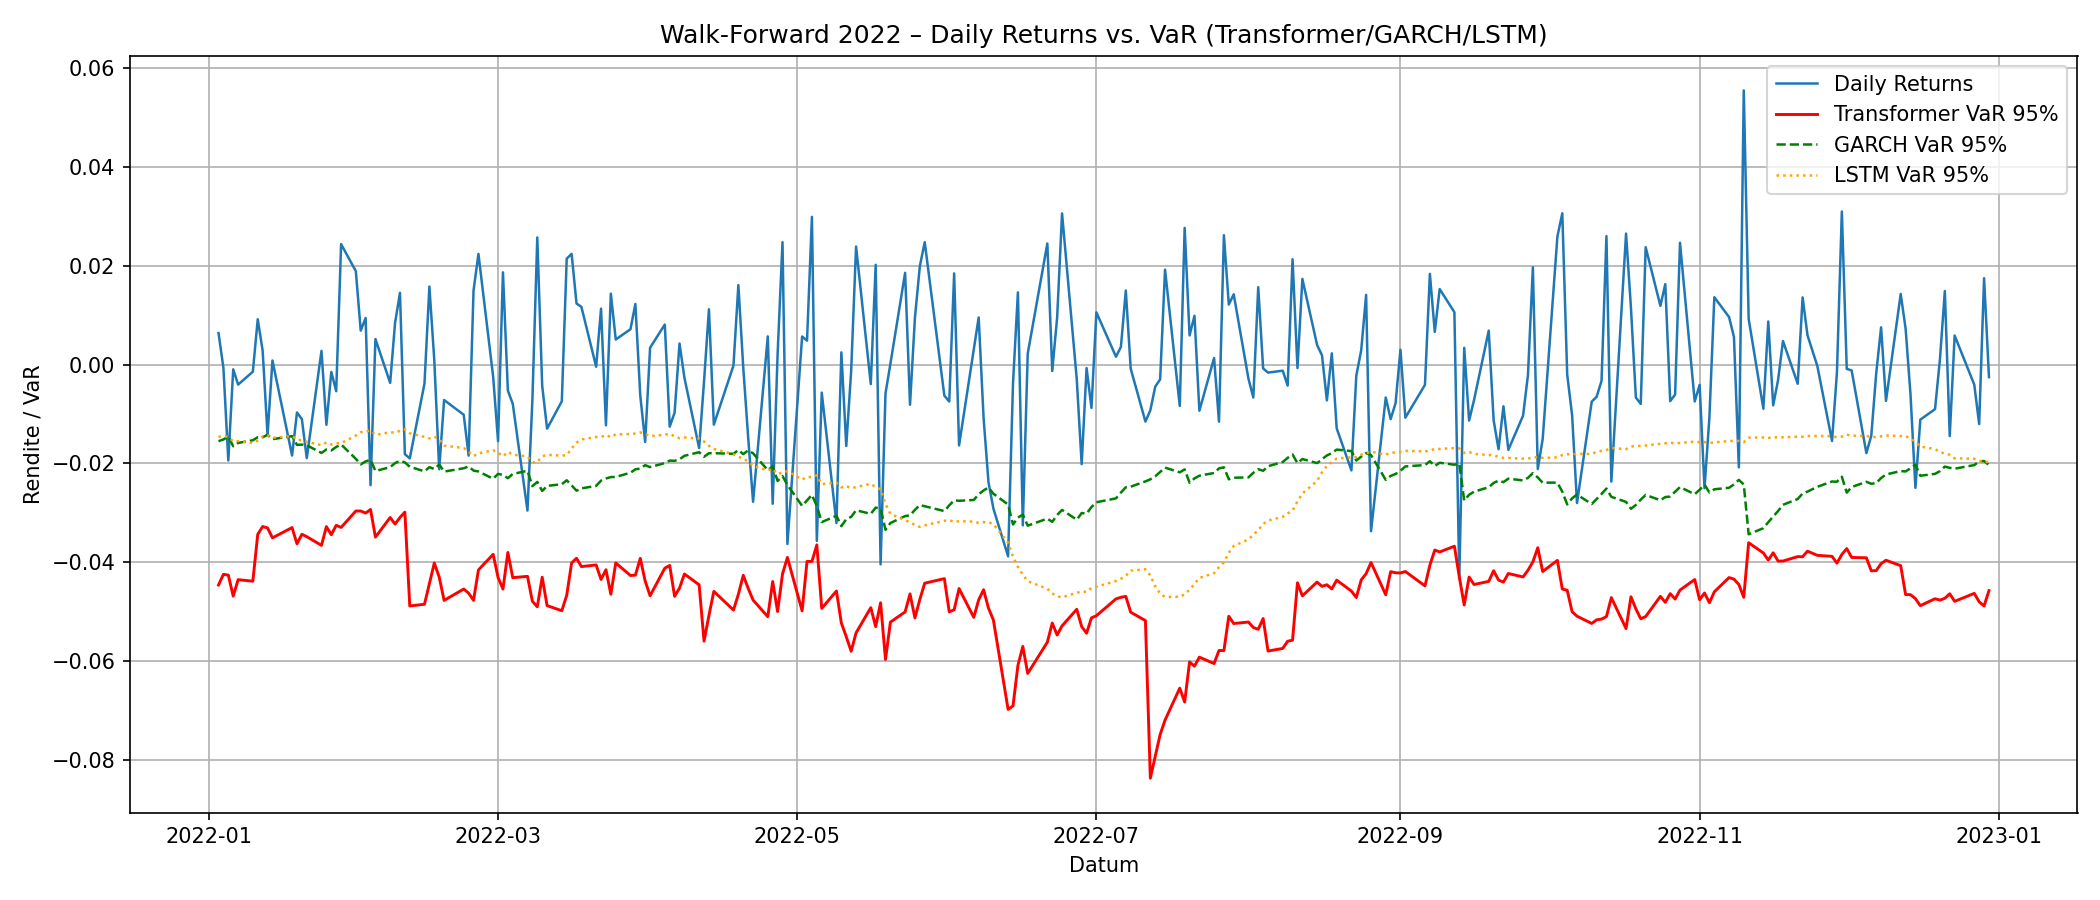 Walk-Forward 2022 – Daily Returns vs. VaR (Transformer/GARCH/LSTM)
0.06
0.04
0.02
0.00
−0.02
−0.04
−0.06
−0.08
Rendite / VaR
Daily Returns
Transformer VaR 95%
GARCH VaR 95%
LSTM VaR 95%
2022-01
2022-03
2022-05
2022-07
2022-09
2022-11
2023-01
Datum